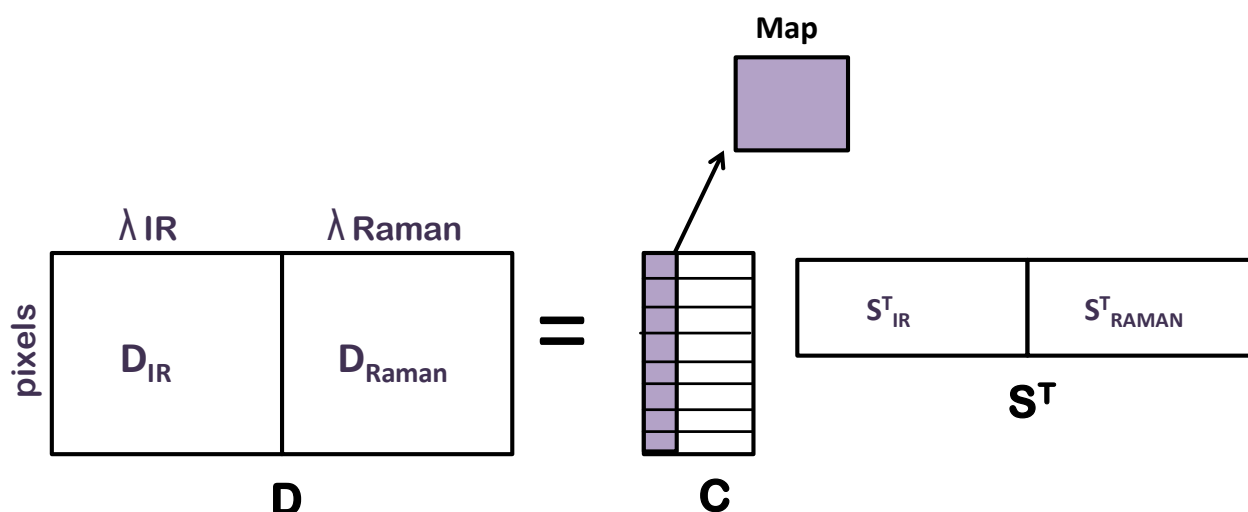 Map
λ IR
λ Raman
pixels
D_IR
D_Raman
=
S^T_IR
S^T_RAMAN
D
C
S^T